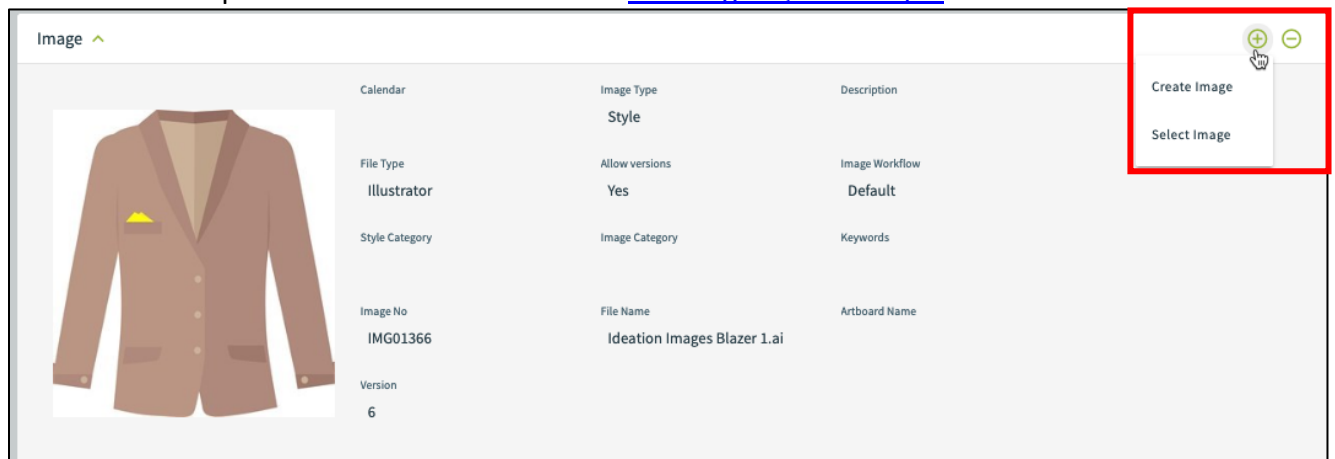 Image
Create Image
Select Image
Calendar
Image Type
Style
Description
File Type
Illustrator
Allow versions
Yes
Image Workflow
Default
Style Category
Image Category
Keywords
Image No
IMG01366
File Name
Ideation Images Blazer 1.ai
Artboard Name
Version
6